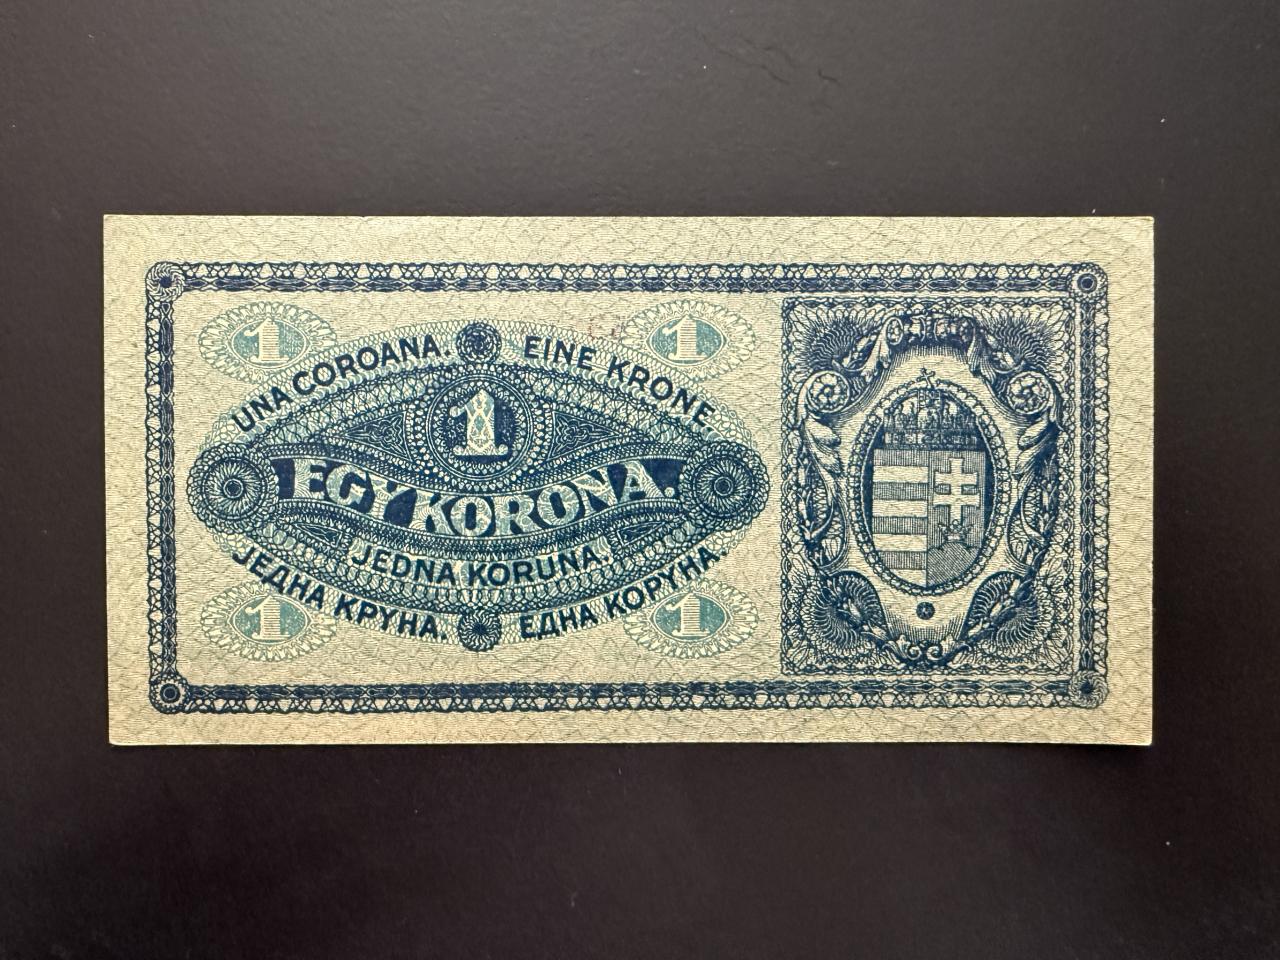 1
1
UNA COROANA.
EINE KRONE.
1
EGY KORONA.
JEDNA KORUNA.
ЈЕДНА КРУНА.
ЕДНА КОРУНА.
1
1